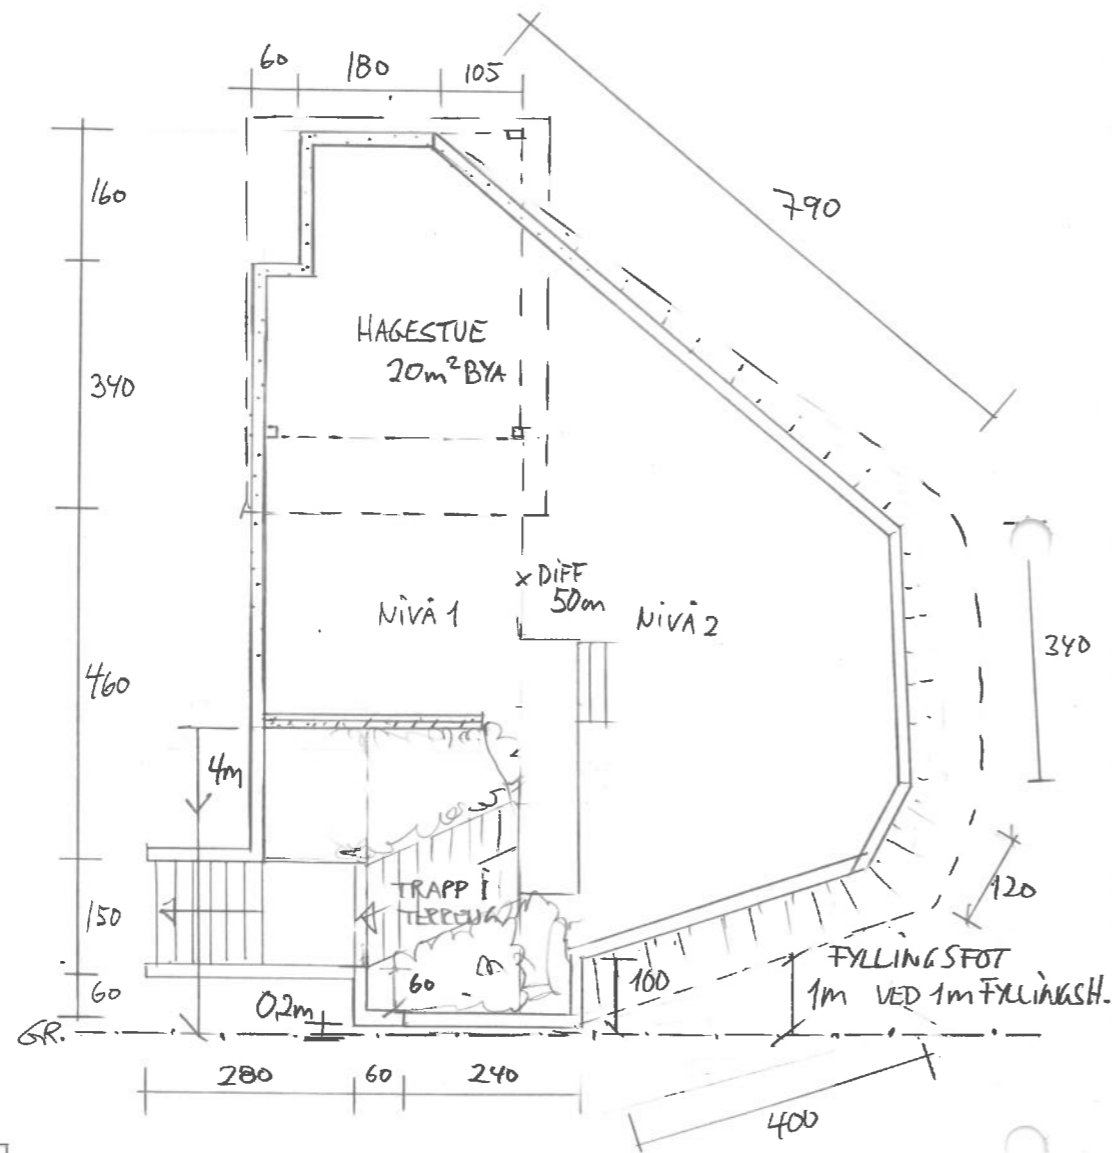 60 180 105
790
160
340
460
150
60
HAGESTUE
20m² BYA
x DIFF
50cm
NIVÅ 1
NIVÅ 2
340
4m
120
TRAPP I
TERRENG
60
100
FYLLINGSFOT
1m VED 1m FYLLINGSH.
0,2m
GR.
280 60 240
400